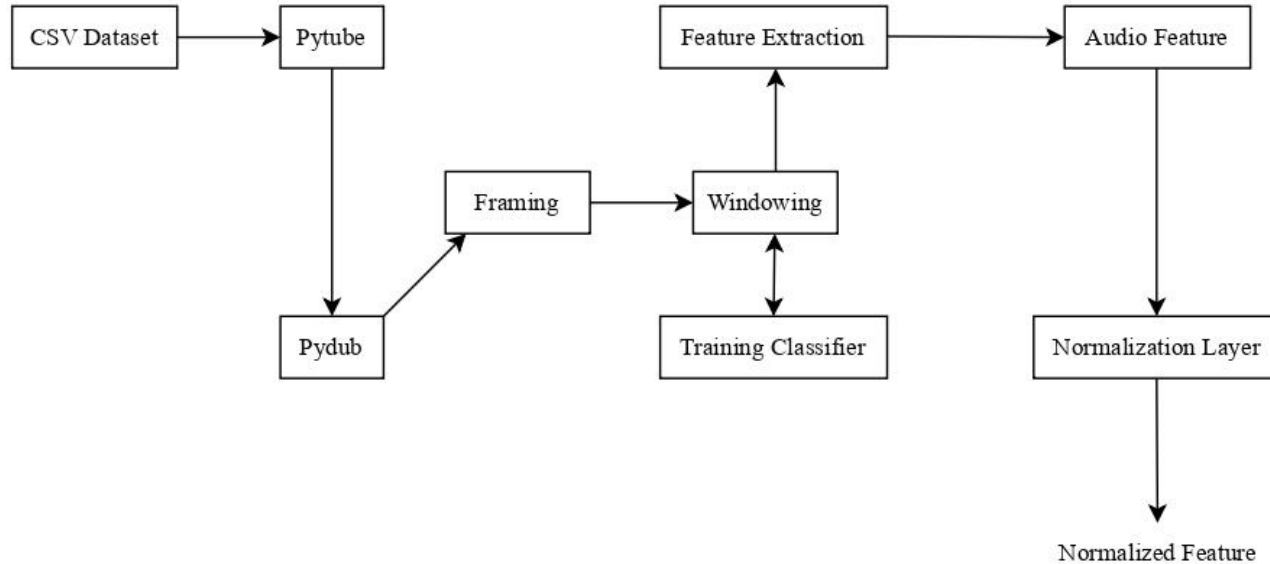 CSV Dataset
Pytube
Feature Extraction
Audio Feature
Framing
Windowing
Pydub
Training Classifier
Normalization Layer
Normalized Feature